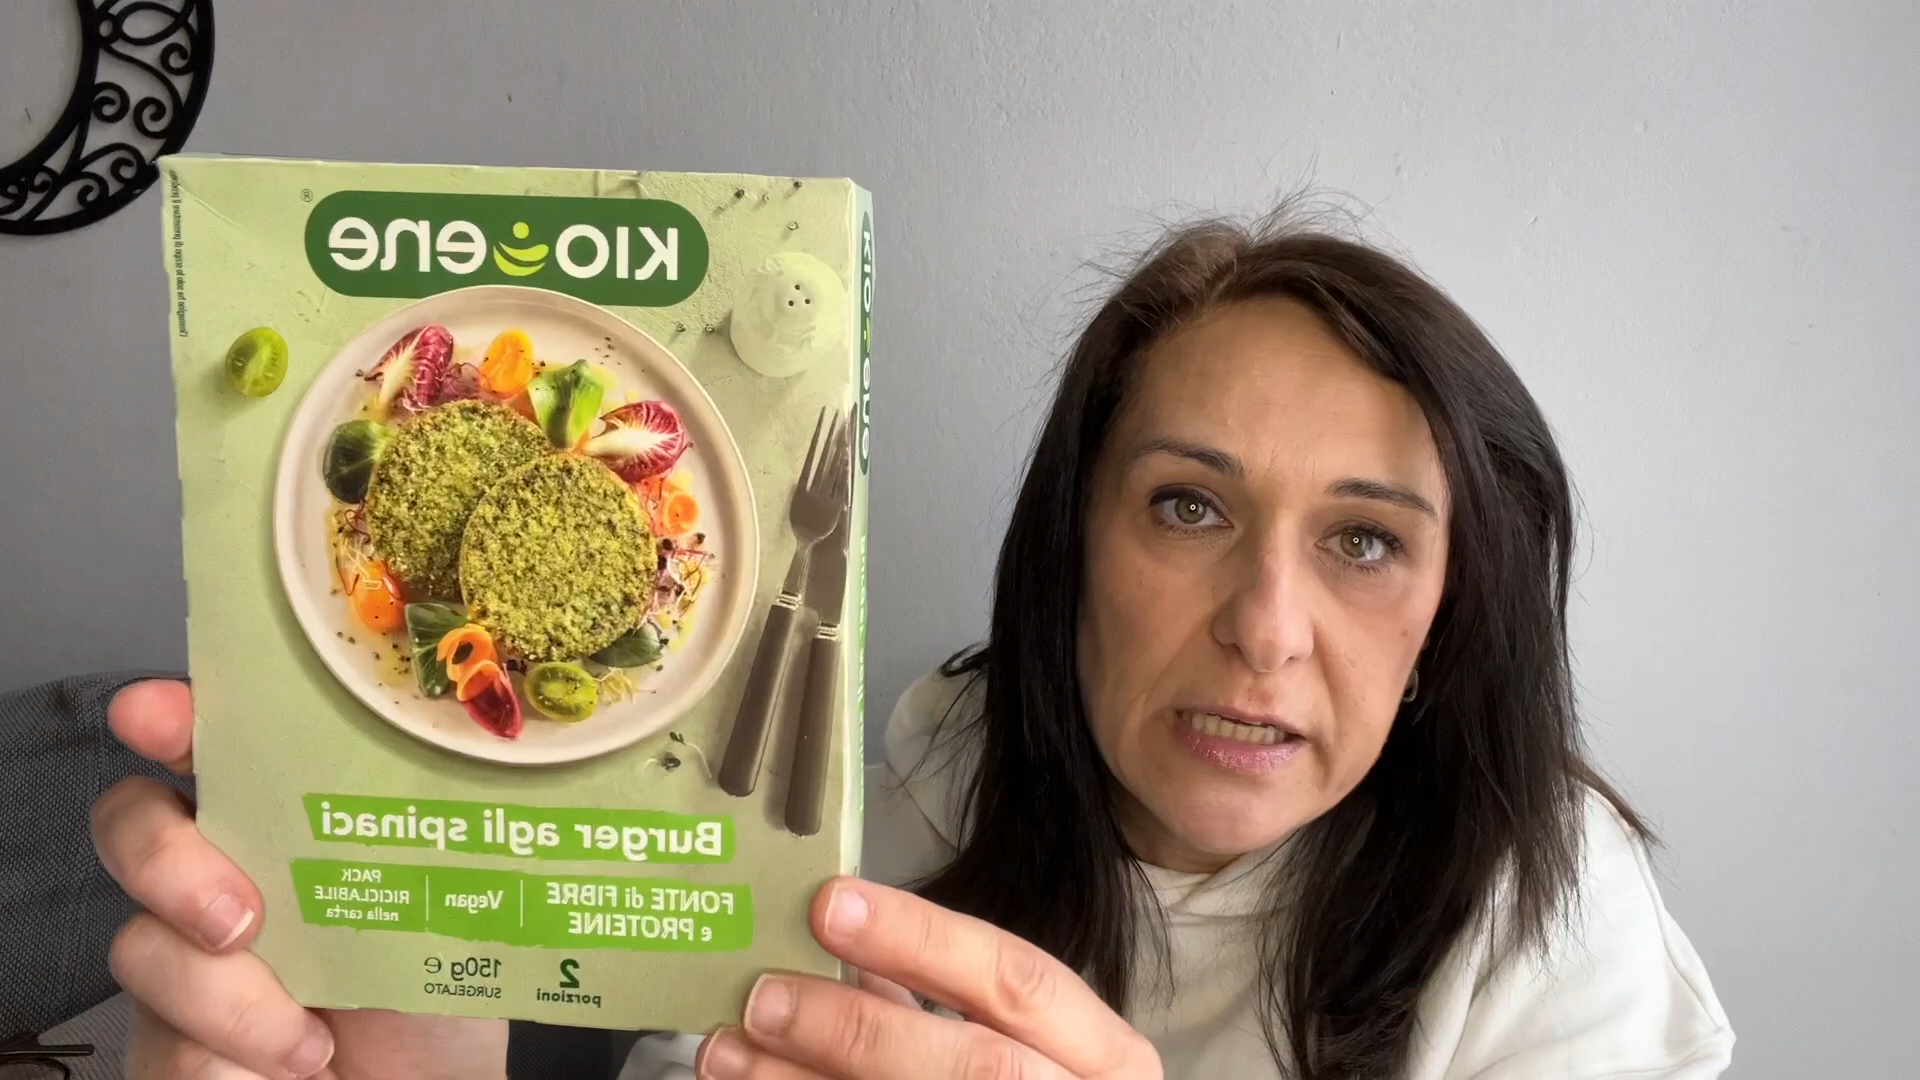 KIOene
Burger agli spinaci
FONTE di FIBRE
e PROTEINE
Vegan
PACK
RICICLABILE
nella carta
2
porzioni
150g e
SURGELATO